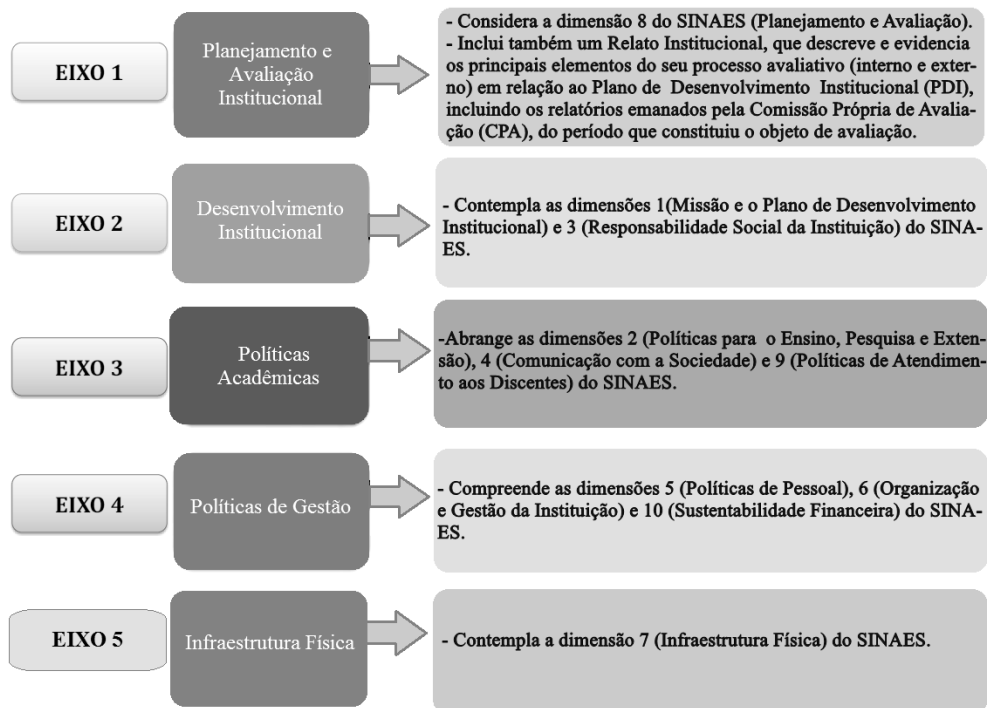 EIXO 1
Planejamento e
Avaliação
Institucional
- Considera a dimensão 8 do SINAES (Planejamento e Avaliação).
- Inclui também um Relato Institucional, que descreve e evidencia
os principais elementos do seu processo avaliativo (interno e exter-
no) em relação ao Plano de Desenvolvimento Institucional (PDI),
incluindo os relatórios emanados pela Comissão Própria de Avalia-
ção (CPA), do período que constituiu o objeto de avaliação.
EIXO 2
Desenvolvimento
Institucional
- Contempla as dimensões 1(Missão e o Plano de Desenvolvimento
Institucional) e 3 (Responsabilidade Social da Instituição) do SINA-
ES.
EIXO 3
Políticas
Acadêmicas
-Abrange as dimensões 2 (Políticas para o Ensino, Pesquisa e Exten-
são), 4 (Comunicação com a Sociedade) e 9 (Políticas de Atendimen-
to aos Discentes) do SINAES.
EIXO 4
Políticas de Gestão
- Compreende as dimensões 5 (Políticas de Pessoal), 6 (Organização
e Gestão da Instituição) e 10 (Sustentabilidade Financeira) do SINA-
ES.
EIXO 5
Infraestrutura Física
- Contempla a dimensão 7 (Infraestrutura Física) do SINAES.